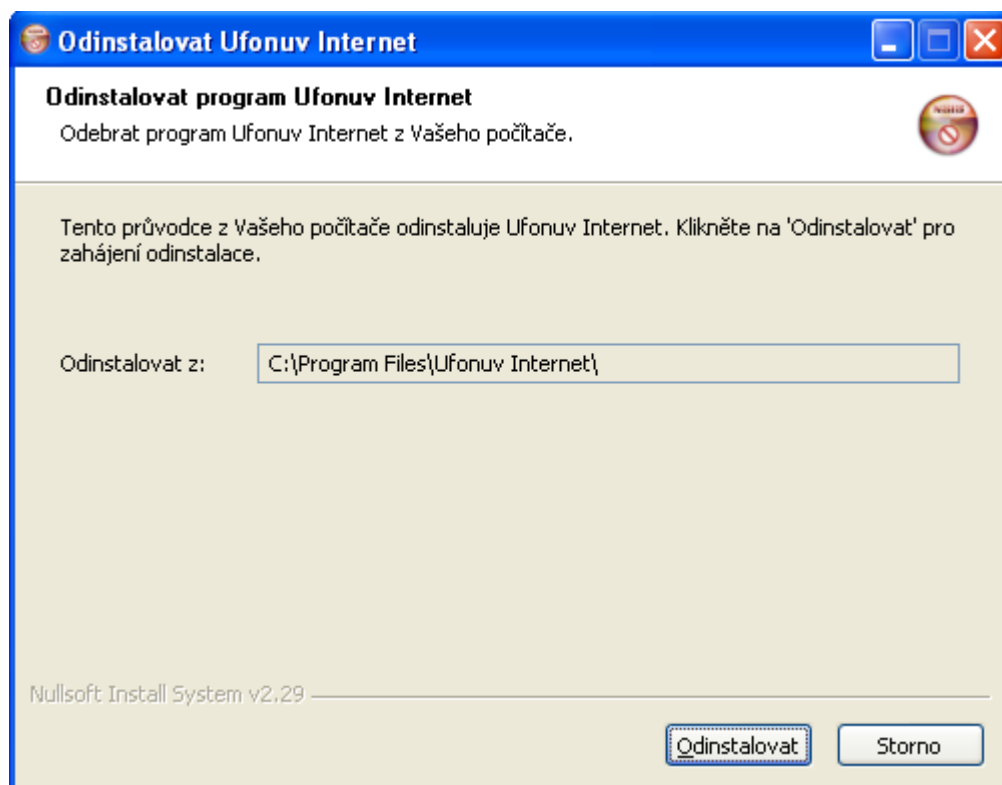 Odinstalovat Ufonuv Internet
Odinstalovat program Ufonuv Internet
Odebrat program Ufonuv Internet z Vašeho počítače.
Tento průvodce z Vašeho počítače odinstaluje Ufonuv Internet. Klikněte na 'Odinstalovat' pro
zahájení odinstalace.
Odinstalovat z: C:\Program Files\Ufonuv Internet\
Nullsoft Install System v2.29
Odinstalovat Storno